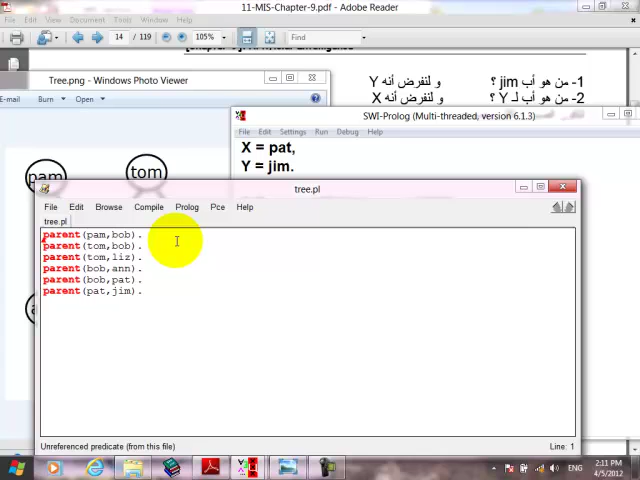 11-MIS-Chapter-9.pdf - Adobe Reader
File Edit View Document Tools Window Help
14 / 119 105% Find
1- من هو أب jim ؟ و لنفرض أنه Y
2- من هو أب لـ Y ؟ و لنفرض أنه X
Tree.png - Windows Photo Viewer
E-mail Burn Open
pam tom
SWI-Prolog (Multi-threaded, version 6.1.3)
File Edit Settings Run Debug Help
X = pat,
Y = jim.
tree.pl
File Edit Browse Compile Prolog Pce Help
tree.pl
parent(pam,bob).
parent(tom,bob).
parent(tom,liz).
parent(bob,ann).
parent(bob,pat).
parent(pat,jim).
Unreferenced predicate (from this file) Line: 1
ENG 2:11 PM
4/5/2012